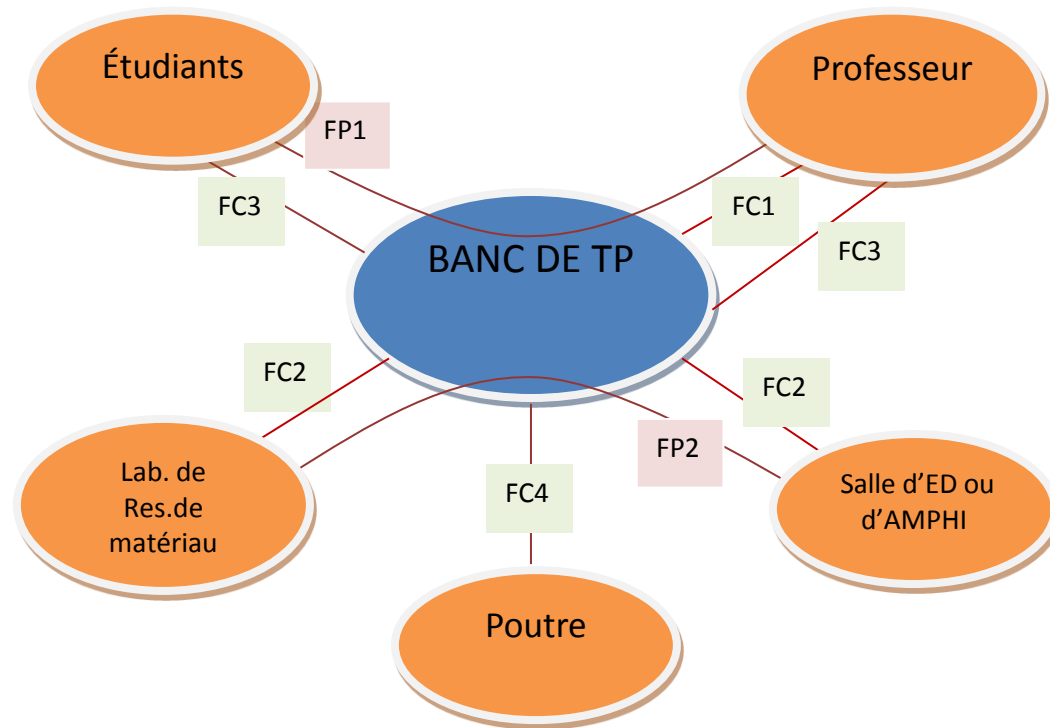 Étudiants
Professeur
FP1
FC3
FC1
FC3
BANC DE TP
FC2
FC2
FP2
Lab. de
Res.de
matériau
FC4
Salle d’ED ou
d’AMPHI
Poutre